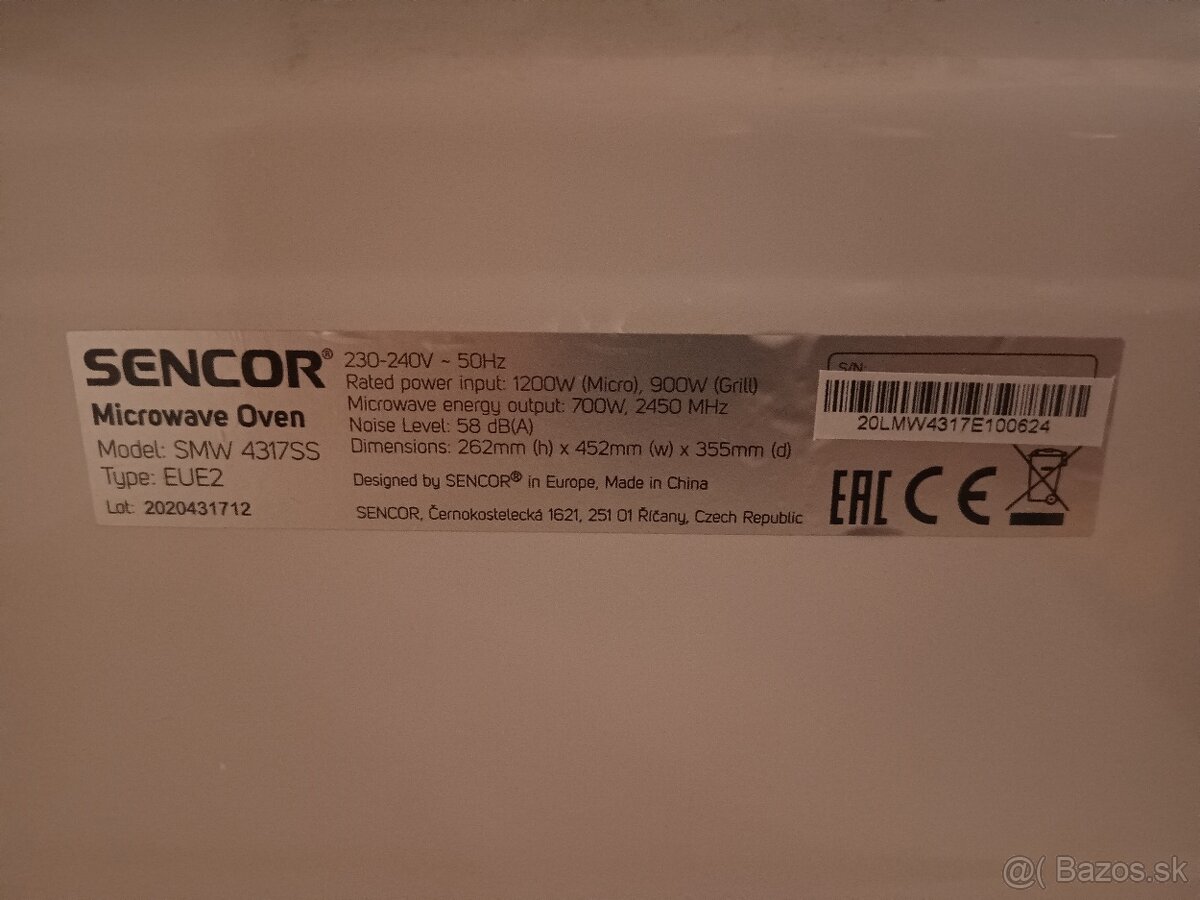 SENCOR®
Microwave Oven
Model: SMW 4317SS
Type: EUE2
Lot: 2020431712
230-240V ~ 50Hz
Rated power input: 1200W (Micro), 900W (Grill)
Microwave energy output: 700W, 2450 MHz
Noise Level: 58 dB(A)
Dimensions: 262mm (h) x 452mm (w) x 355mm (d)
Designed by SENCOR® in Europe, Made in China
SENCOR, Černokostelecká 1621, 251 01 Říčany, Czech Republic
S/N:
20LMW4317E100624
EAC CE
@( Bazos.sk